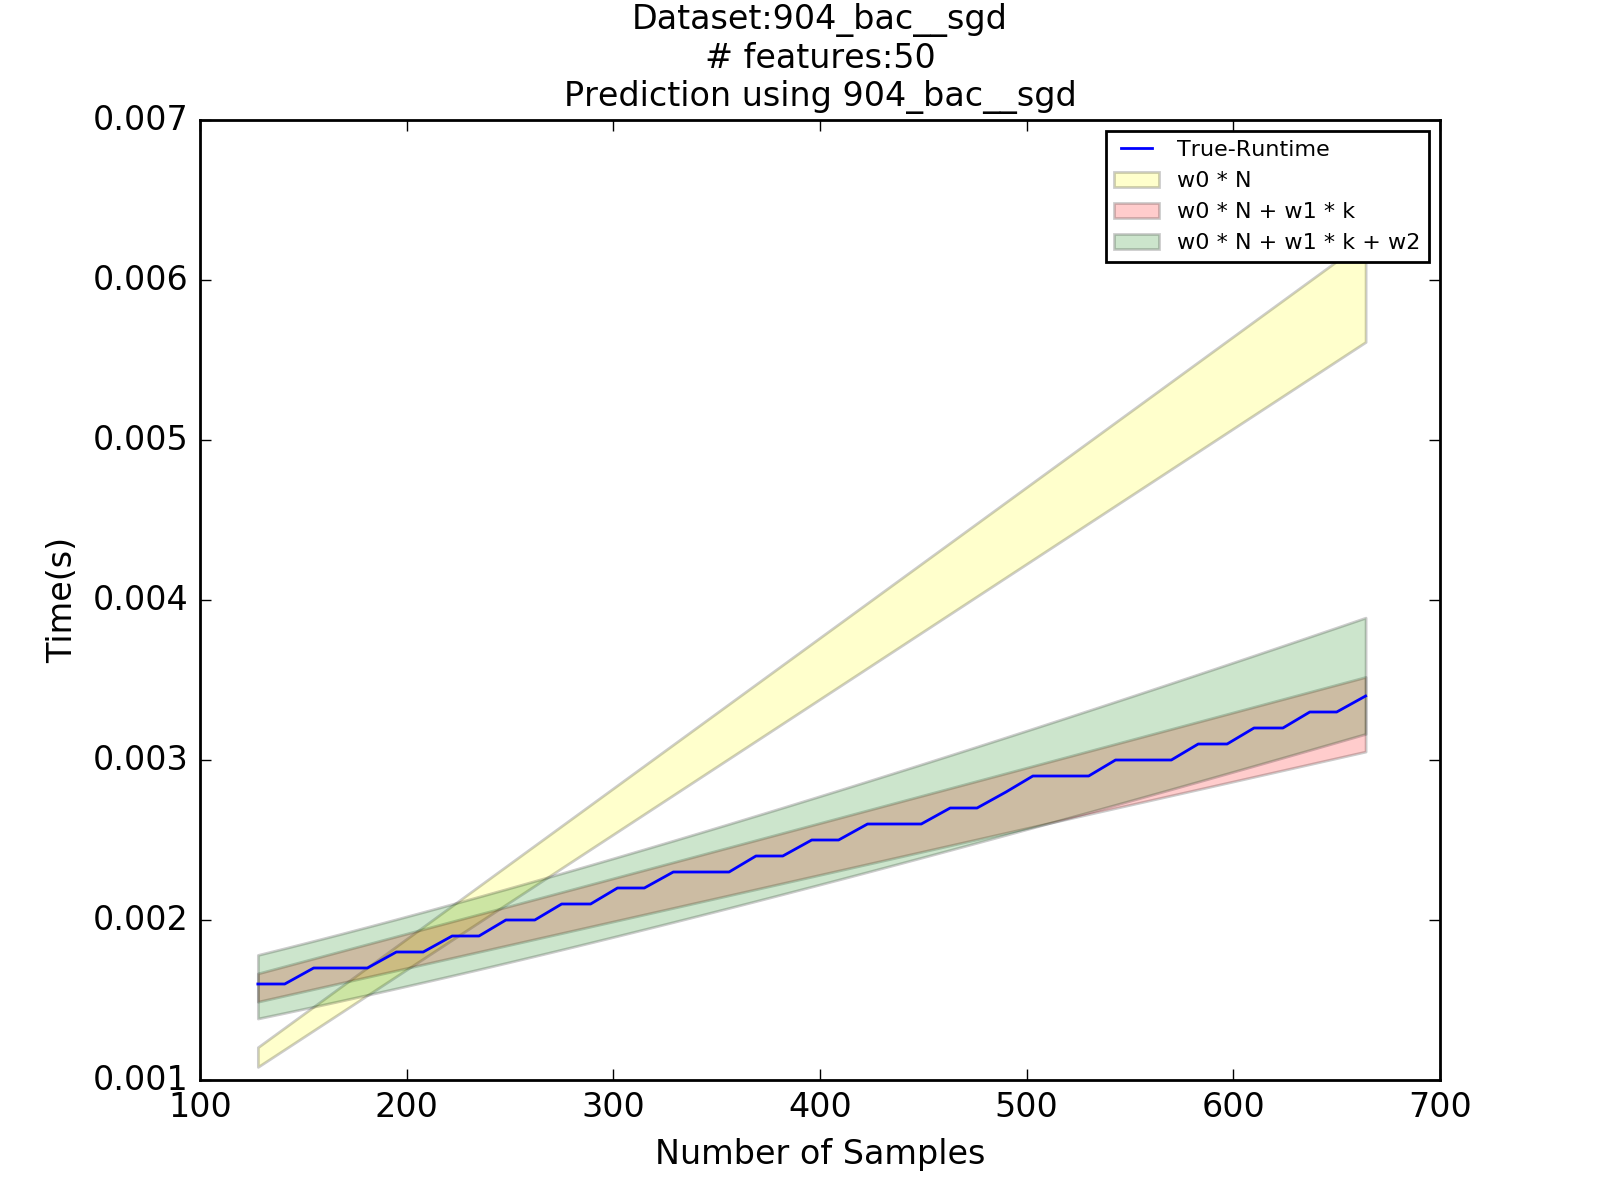 Dataset:904_bac__sgd
# features:50
Prediction using 904_bac__sgd
0.007
0.006
0.005
0.004
0.003
0.002
0.001
Time(s)
True-Runtime
w0 * N
w0 * N + w1 * k
w0 * N + w1 * k + w2
100 200 300 400 500 600 700
Number of Samples